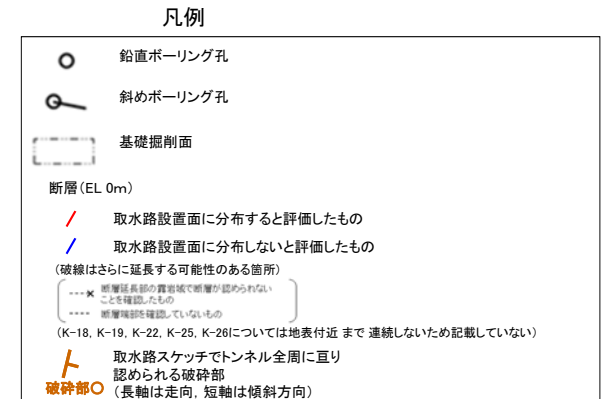 凡例
鉛直ボーリング孔
斜めボーリング孔
基礎掘削面
断層(EL 0m)
取水路設置面に分布すると評価したもの
取水路設置面に分布しないと評価したもの
(破線はさらに延長する可能性のある箇所)
断層延長部の露岩域で断層が認められない
ことを確認したもの
断層端部を確認していないもの
(K-18, K-19, K-22, K-25, K-26については地表付近 まで 連続しないため記載していない)
取水路スケッチでトンネル全周に亘り
認められる破砕部
破砕部〇 (長軸は走向, 短軸は傾斜方向)